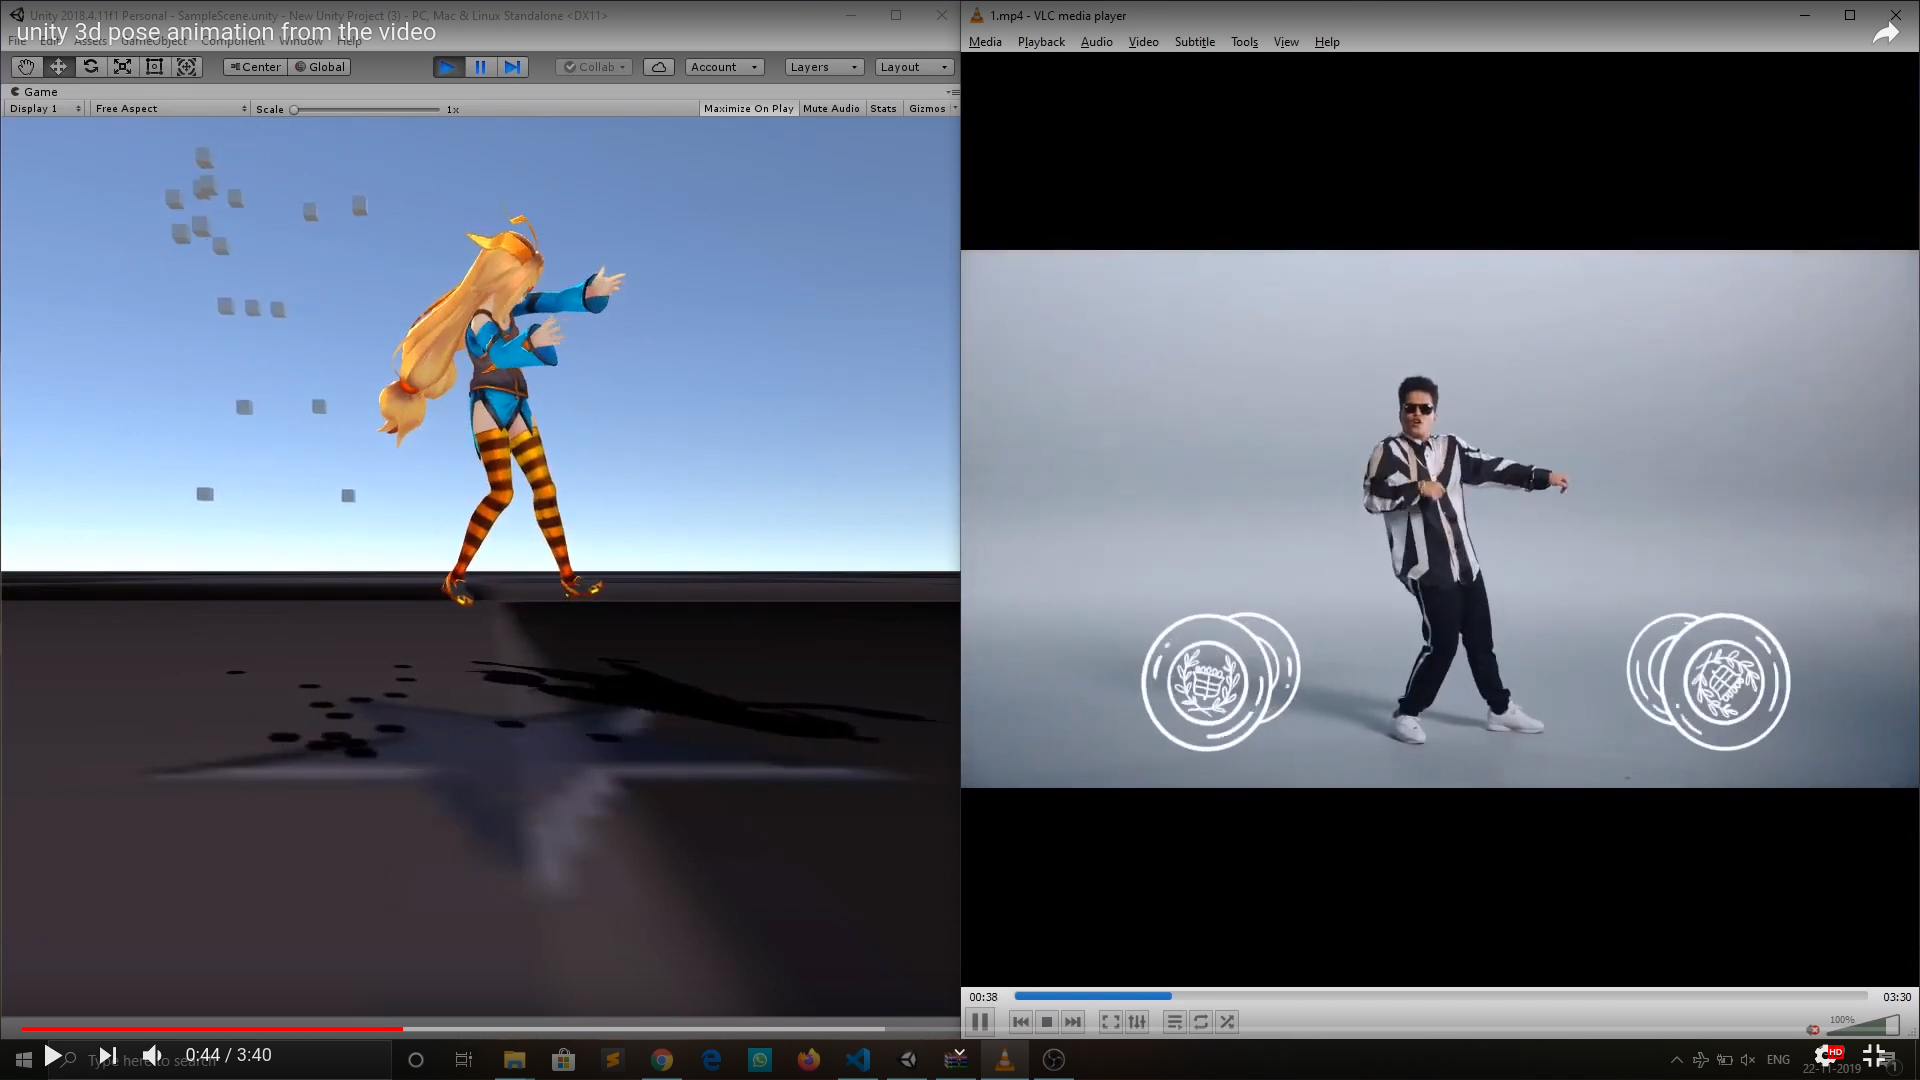 Unity 2018.4.11f1 Personal - SampleScene.unity - New Unity Project (3) - PC, Mac & Linux Standalone <DX11>
unity 3d pose animation from the video
File Edit Assets GameObject Component Window Help
Center Global Collab Account Layers Layout
Game
Display 1 Free Aspect Scale 1x Maximize On Play Mute Audio Stats Gizmos
1.mp4 - VLC media player
Media Playback Audio Video Subtitle Tools View Help
00:38 03:30
100%
0:44 / 3:40
Type here to search
HD
ENG
22-11-2019
1